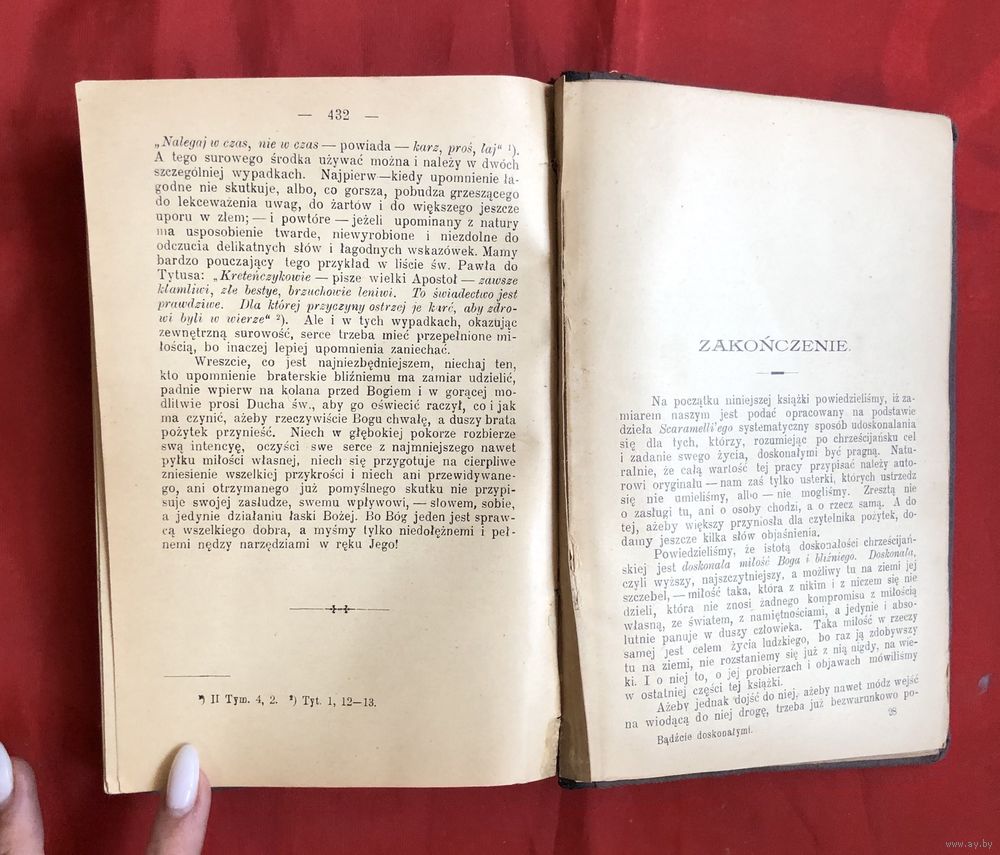 — 432 —
„Nalegaj w czas, nie w czas — powiada — karz, proś, łaj“ ¹).
A tego surowego środka używać można i należy w dwóch
szczególniej wypadkach. Najpierw — kiedy upomnienie ła-
godne nie skutkuje, albo, co gorsza, pobudza grzeszącego
do lekceważenia uwag, do żartów i do większego jeszcze
uporu w złem; — i powtóre — jeżeli upominany z natury
ma usposobienie twarde, niewyrobione i niezdolne do
odczucia delikatnych słów i łagodnych wskazówek. Mamy
bardzo pouczający tego przykład w liście św. Pawła do
Tytusa: „Kreteńczykowie — pisze wielki Apostoł — zawsze
kłamliwi, złe bestye, brzuchowie leniwi. To świadectwo jest
prawdziwe. Dla której przyczyny ostrzej je karć, aby zdro-
wi byli w wierze“ ²). Ale i w tych wypadkach, okazując
zewnętrzną surowość, serce trzeba mieć przepełnione mi-
łością, bo inaczej lepiej upomnienia zaniechać.
Wreszcie, co jest najniezbędniejszem, niechaj ten,
kto upomnienie braterskie bliźniemu ma zamiar udzielić,
padnie wpierw na kolana przed Bogiem i w gorącej mo-
dlitwie prosi Ducha św., aby go oświecić raczył, co i jak
ma czynić, ażeby rzeczywiście Bogu chwałę, a duszy brata
pożytek przynieść. Niech w głębokiej pokorze rozbierze
swą intencyę, oczyści swe serce z najmniejszego nawet
pyłku miłości własnej, niech się przygotuje na cierpliwe
zniesienie wszelkiej przykrości i niech ani przewidywane-
go, ani otrzymanego już pomyślnego skutku nie przypi-
suje swojej zasłudze, swemu wpływowi, — słowem, sobie,
a jedynie działaniu łaski Bożej. Bo Bóg jeden jest spraw-
cą wszelkiego dobra, a myśmy tylko niedołężnemi i peł-
nemi nędzy narzędziami w ręku Jego!
¹) II Tym. 4, 2. ²) Tyt. 1, 12—13.
ZAKOŃCZENIE.
Na początku niniejszej książki powiedzieliśmy, iż za-
miarem naszym jest podać opracowany na podstawie
dzieła Scaramelli’ego systematyczny sposób udoskonalania
się dla tych, którzy, rozumiejąc po chrześcijańsku cel
i zadanie swego życia, doskonałymi być pragną. Natu-
ralnie, że całą wartość tej pracy przypisać należy auto-
rowi oryginału — nam zaś tylko usterki, których ustrzedz
się nie umieliśmy, albo — nie mogliśmy. Zresztą nie
o zasługi tu, ani o osoby chodzi, a o rzecz samą. A do
tej, ażeby większy przyniosła dla czytelnika pożytek, do-
damy jeszcze kilka słów objaśnienia.
Powiedzieliśmy, że istotą doskonałości chrześcijań-
skiej jest doskonała miłość Boga i bliźniego. Doskonała,
czyli wyższy, najszczytniejszy, a możliwy tu na ziemi jej
szczebel, — miłość taka, która z nikim i z niczem się nie
dzieli, która nie znosi żadnego kompromisu z miłością
własną, ze światem, z namiętnościami, a jedynie i abso-
lutnie panuje w duszy człowieka. Taka miłość w rzeczy
samej jest celem życia ludzkiego, bo raz ją zdobywszy
tu na ziemi, nie rozstaniemy się już z nią nigdy, na wie-
ki. I o niej to, o jej probierzach i objawach mówiliśmy
w ostatniej części tej książki.
Ażeby jednak dojść do niej, ażeby nawet módz wejść
na wiodącą do niej drogę, trzeba już bezwarunkowo po-
Bądźcie doskonałymi. 28
www.ay.by